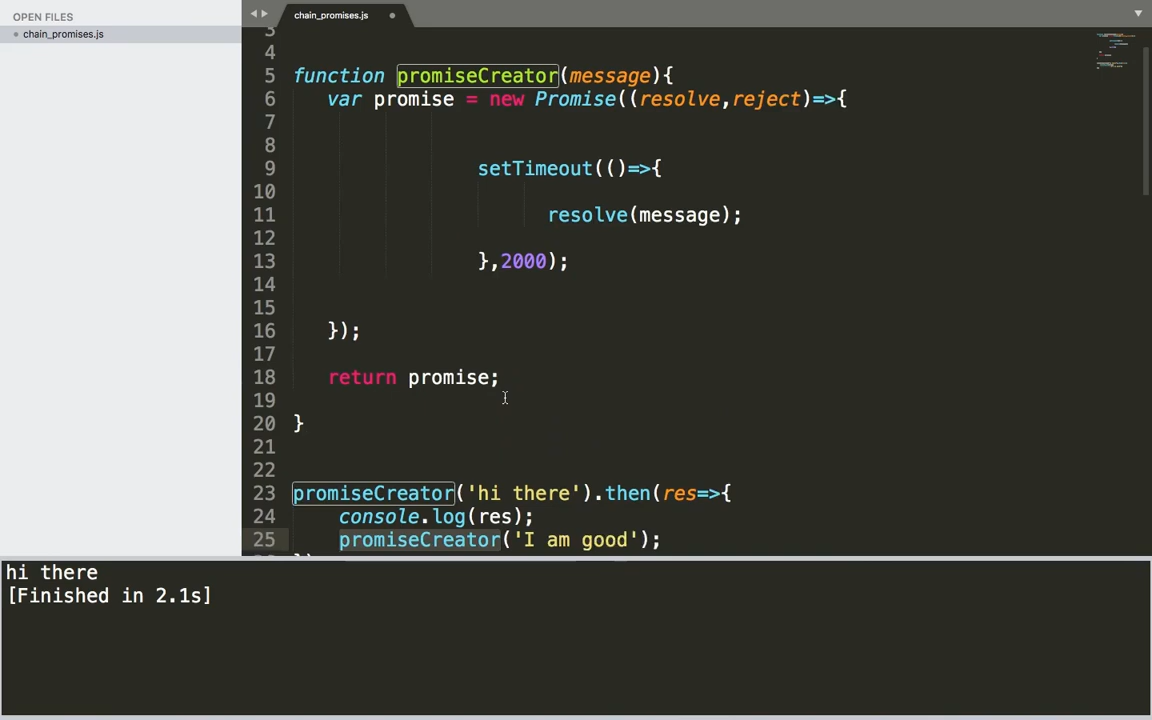 OPEN FILES
chain_promises.js
chain_promises.js
3
4
5 function promiseCreator(message){
6 var promise = new Promise((resolve,reject)=>{
7
8
9 setTimeout(()=>{
10
11 resolve(message);
12
13 },2000);
14
15
16 });
17
18 return promise;
19
20 }
21
22
23 promiseCreator('hi there').then(res=>{
24 console.log(res);
25 promiseCreator('I am good');
hi there
[Finished in 2.1s]